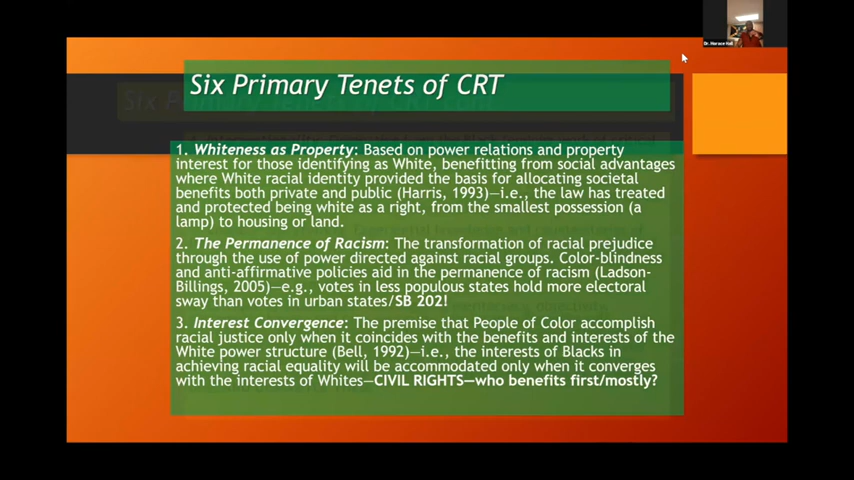 Dr. Horace Hall
Six Primary Tenets of CRT
1. Whiteness as Property: Based on power relations and property
interest for those identifying as White, benefitting from social advantages
where White racial identity provided the basis for allocating societal
benefits both private and public (Harris, 1993)—i.e., the law has treated
and protected being white as a right, from the smallest possession (a
lamp) to housing or land.
2. The Permanence of Racism: The transformation of racial prejudice
through the use of power directed against racial groups. Color-blindness
and anti-affirmative policies aid in the permanence of racism (Ladson-
Billings, 2005)—e.g., votes in less populous states hold more electoral
sway than votes in urban states/SB 202!
3. Interest Convergence: The premise that People of Color accomplish
racial justice only when it coincides with the benefits and interests of the
White power structure (Bell, 1992)—i.e., the interests of Blacks in
achieving racial equality will be accommodated only when it converges
with the interests of Whites—CIVIL RIGHTS—who benefits first/mostly?